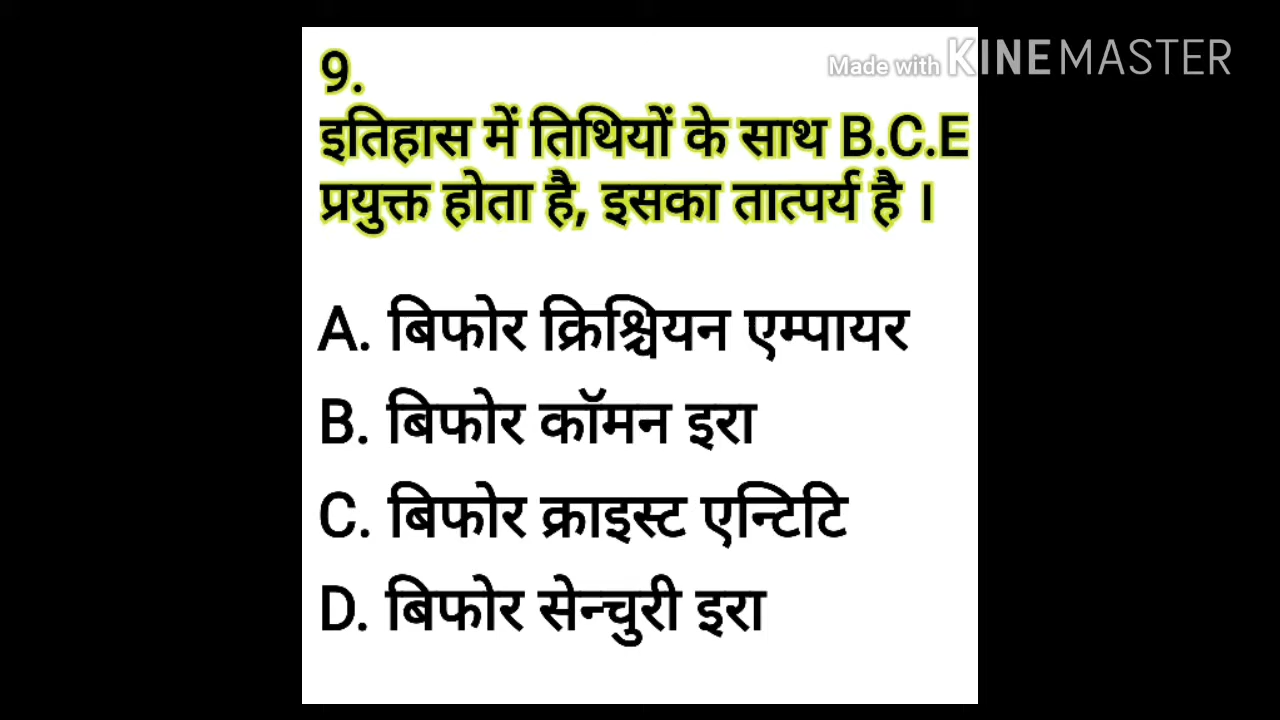 9.
Made with KINEMASTER
इतिहास में तिथियों के साथ B.C.E
प्रयुक्त होता है, इसका तात्पर्य है ।
A. बिफोर क्रिश्चियन एम्पायर
B. बिफोर कॉमन इरा
C. बिफोर क्राइस्ट एन्टिटि
D. बिफोर सेन्चुरी इरा